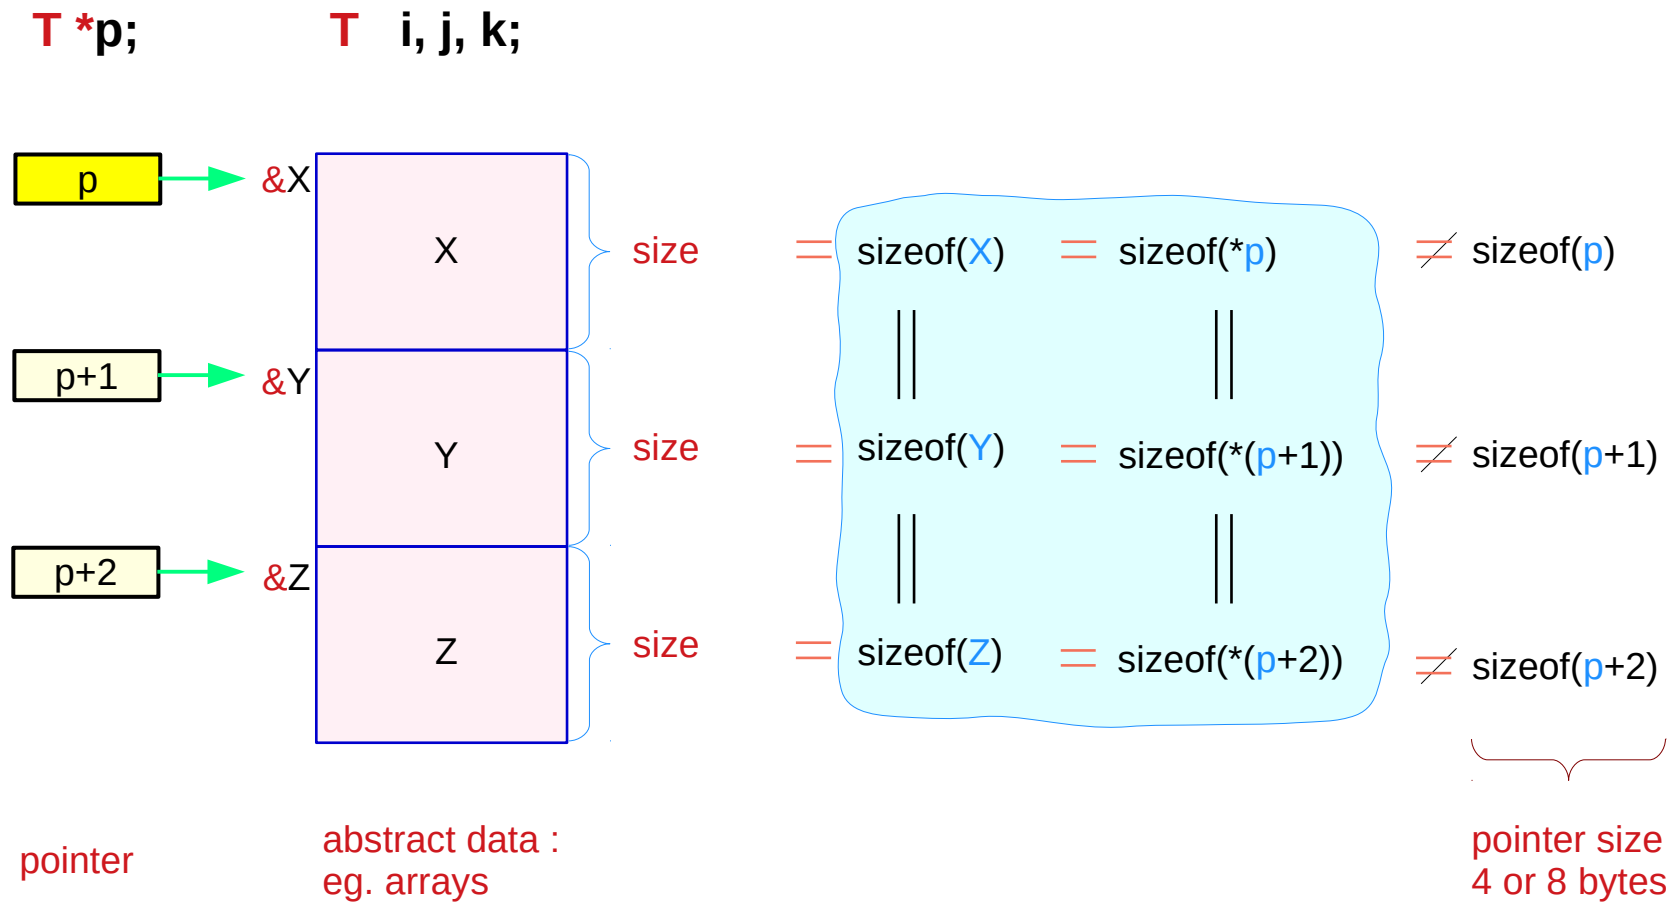 T *p; T i, j, k;
p &X
X size = sizeof(X) = sizeof(*p) ≠ sizeof(p)
||  ||
p+1 &Y
Y size = sizeof(Y) = sizeof(*(p+1)) ≠ sizeof(p+1)
||  ||
p+2 &Z
Z size = sizeof(Z) = sizeof(*(p+2)) ≠ sizeof(p+2)
pointer
abstract data :
eg. arrays
pointer size
4 or 8 bytes